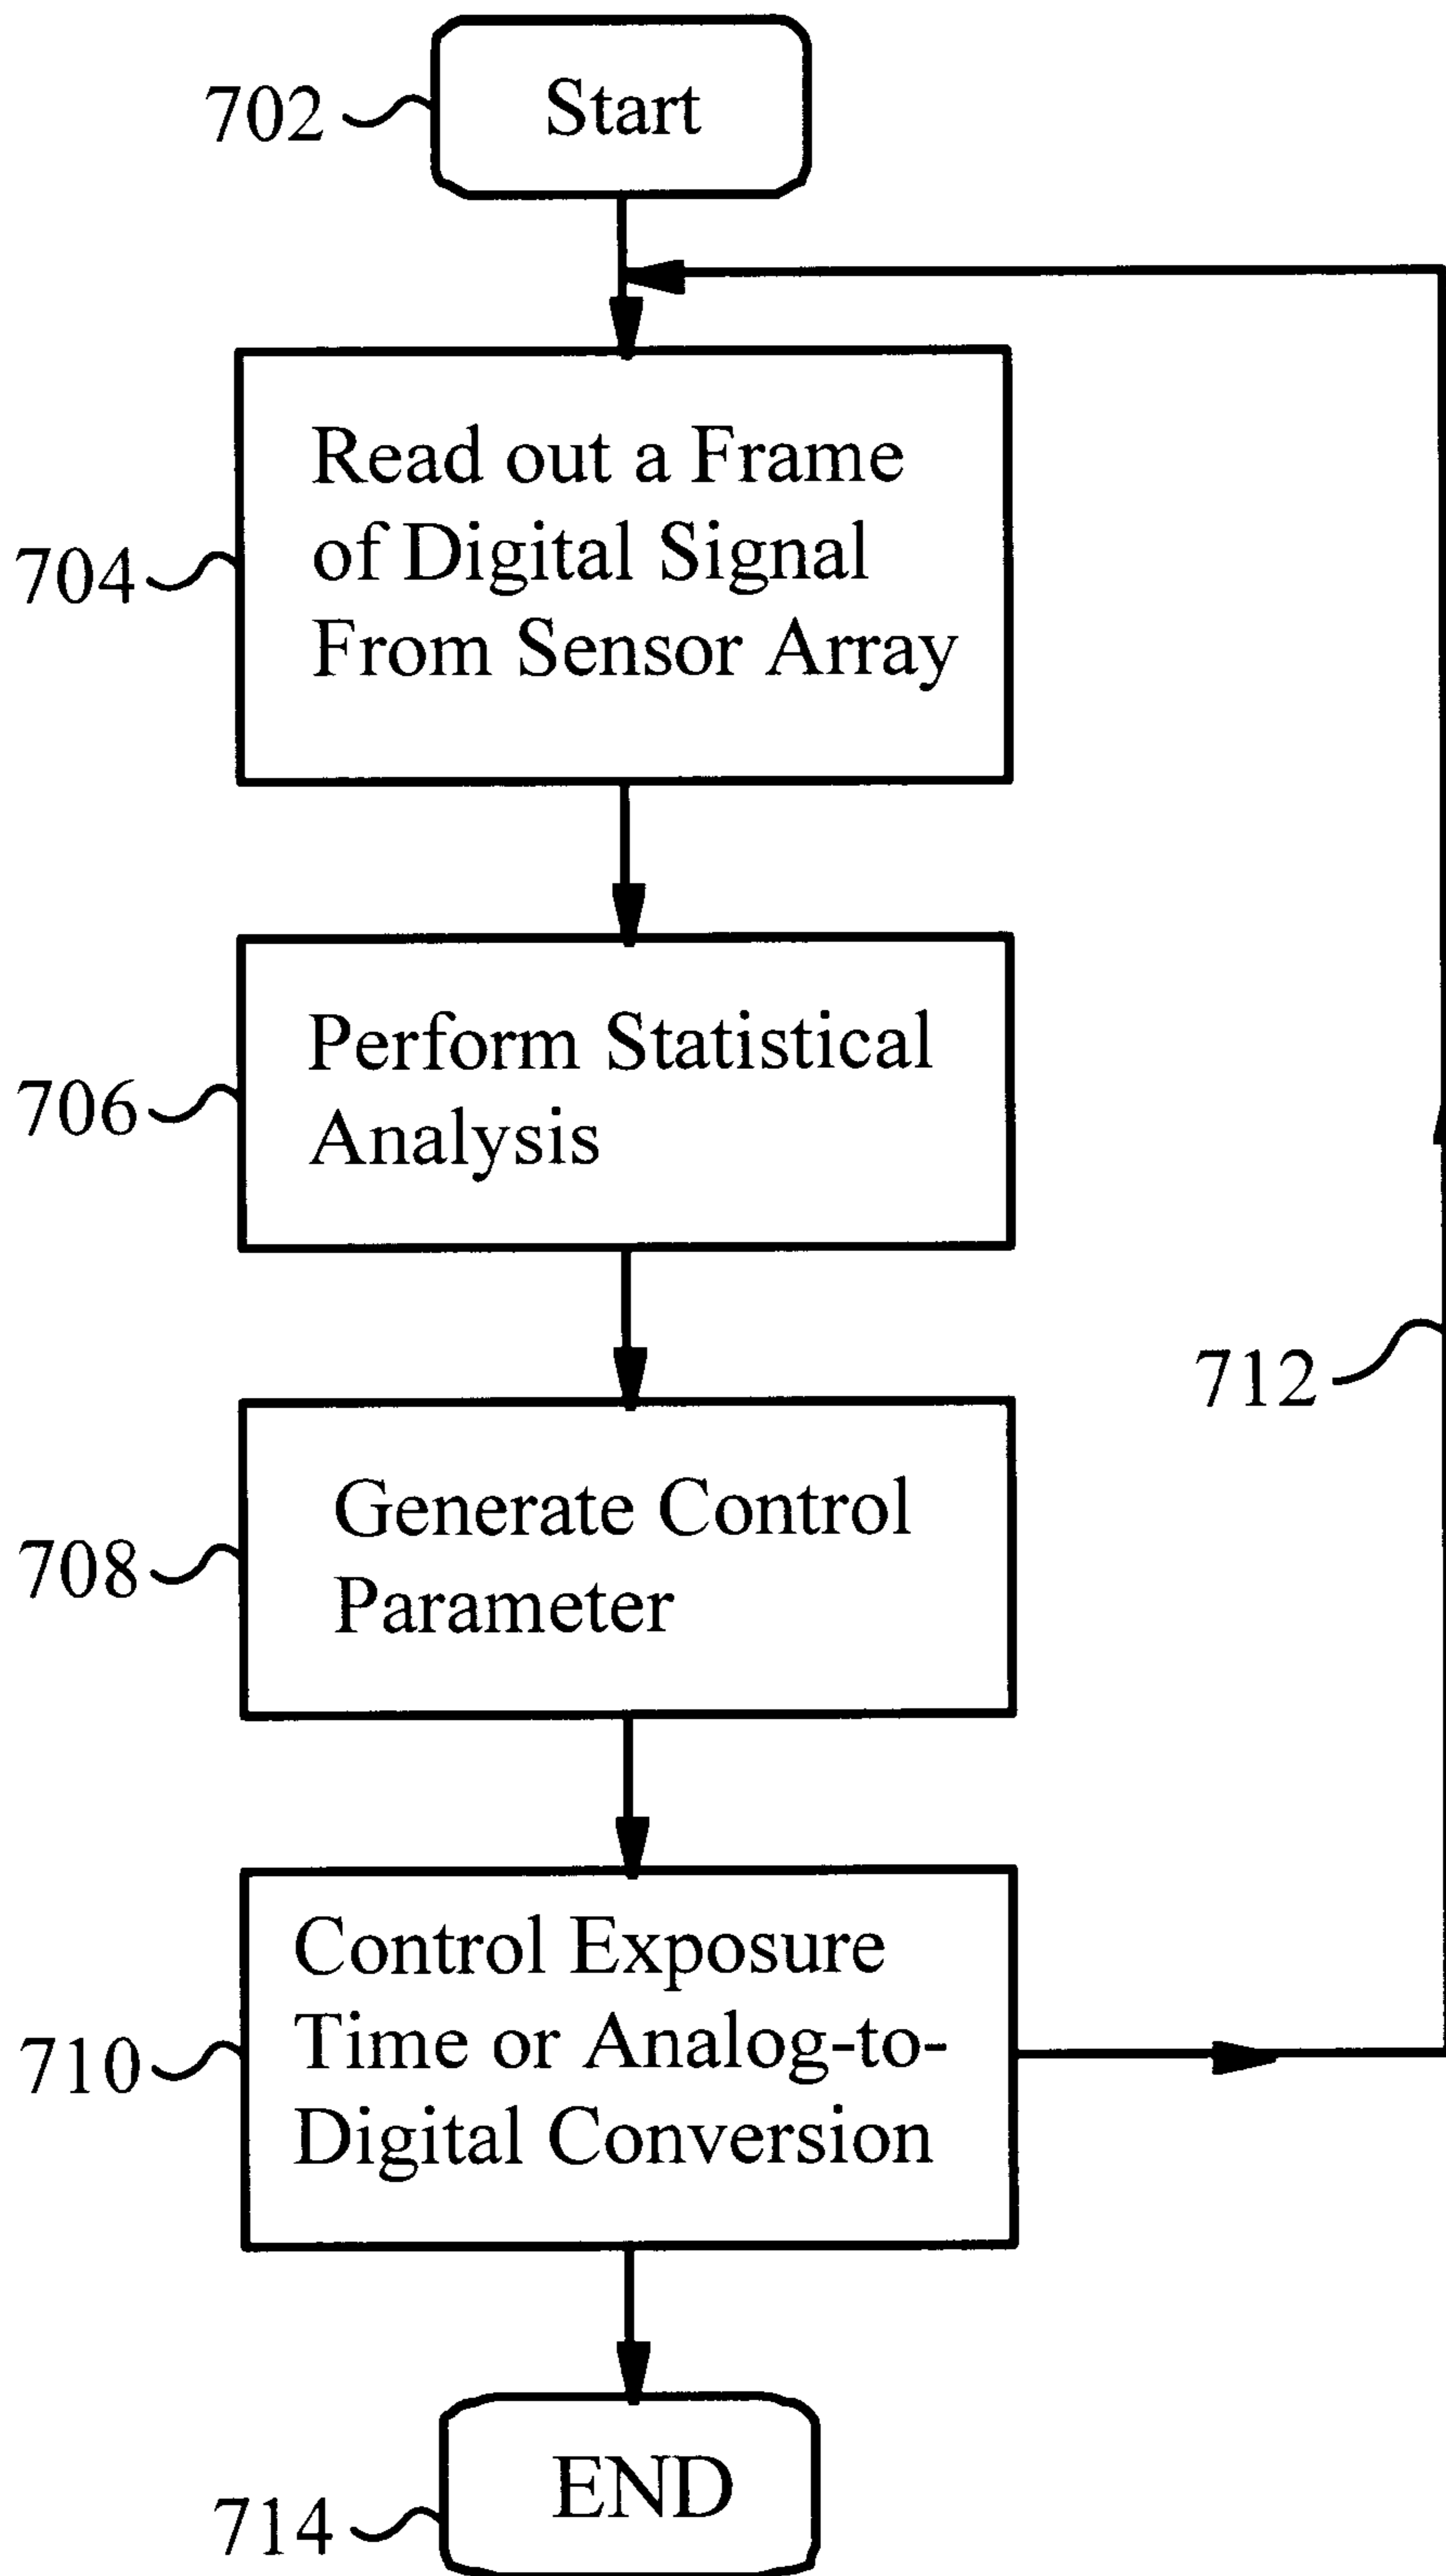 702
Start
704
Read out a Frame
of Digital Signal
From Sensor Array
706
Perform Statistical
Analysis
708
Generate Control
Parameter
712
710
Control Exposure
Time or Analog-to-
Digital Conversion
714
END